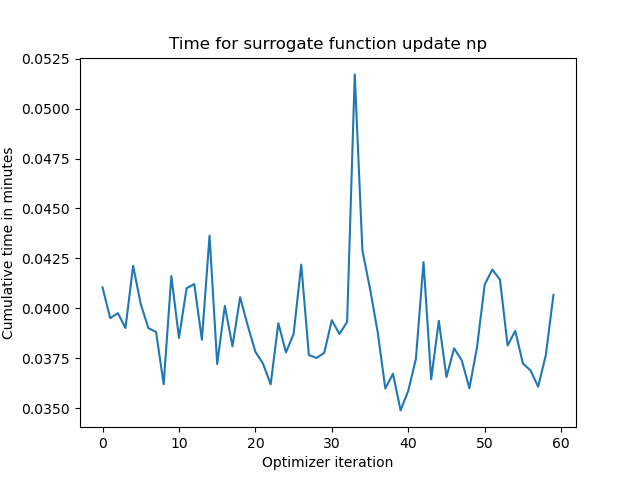 Time for surrogate function update np
0.0525
0.0500
0.0475
0.0450
0.0425
0.0400
0.0375
0.0350
Cumulative time in minutes
0 10 20 30 40 50 60
Optimizer iteration